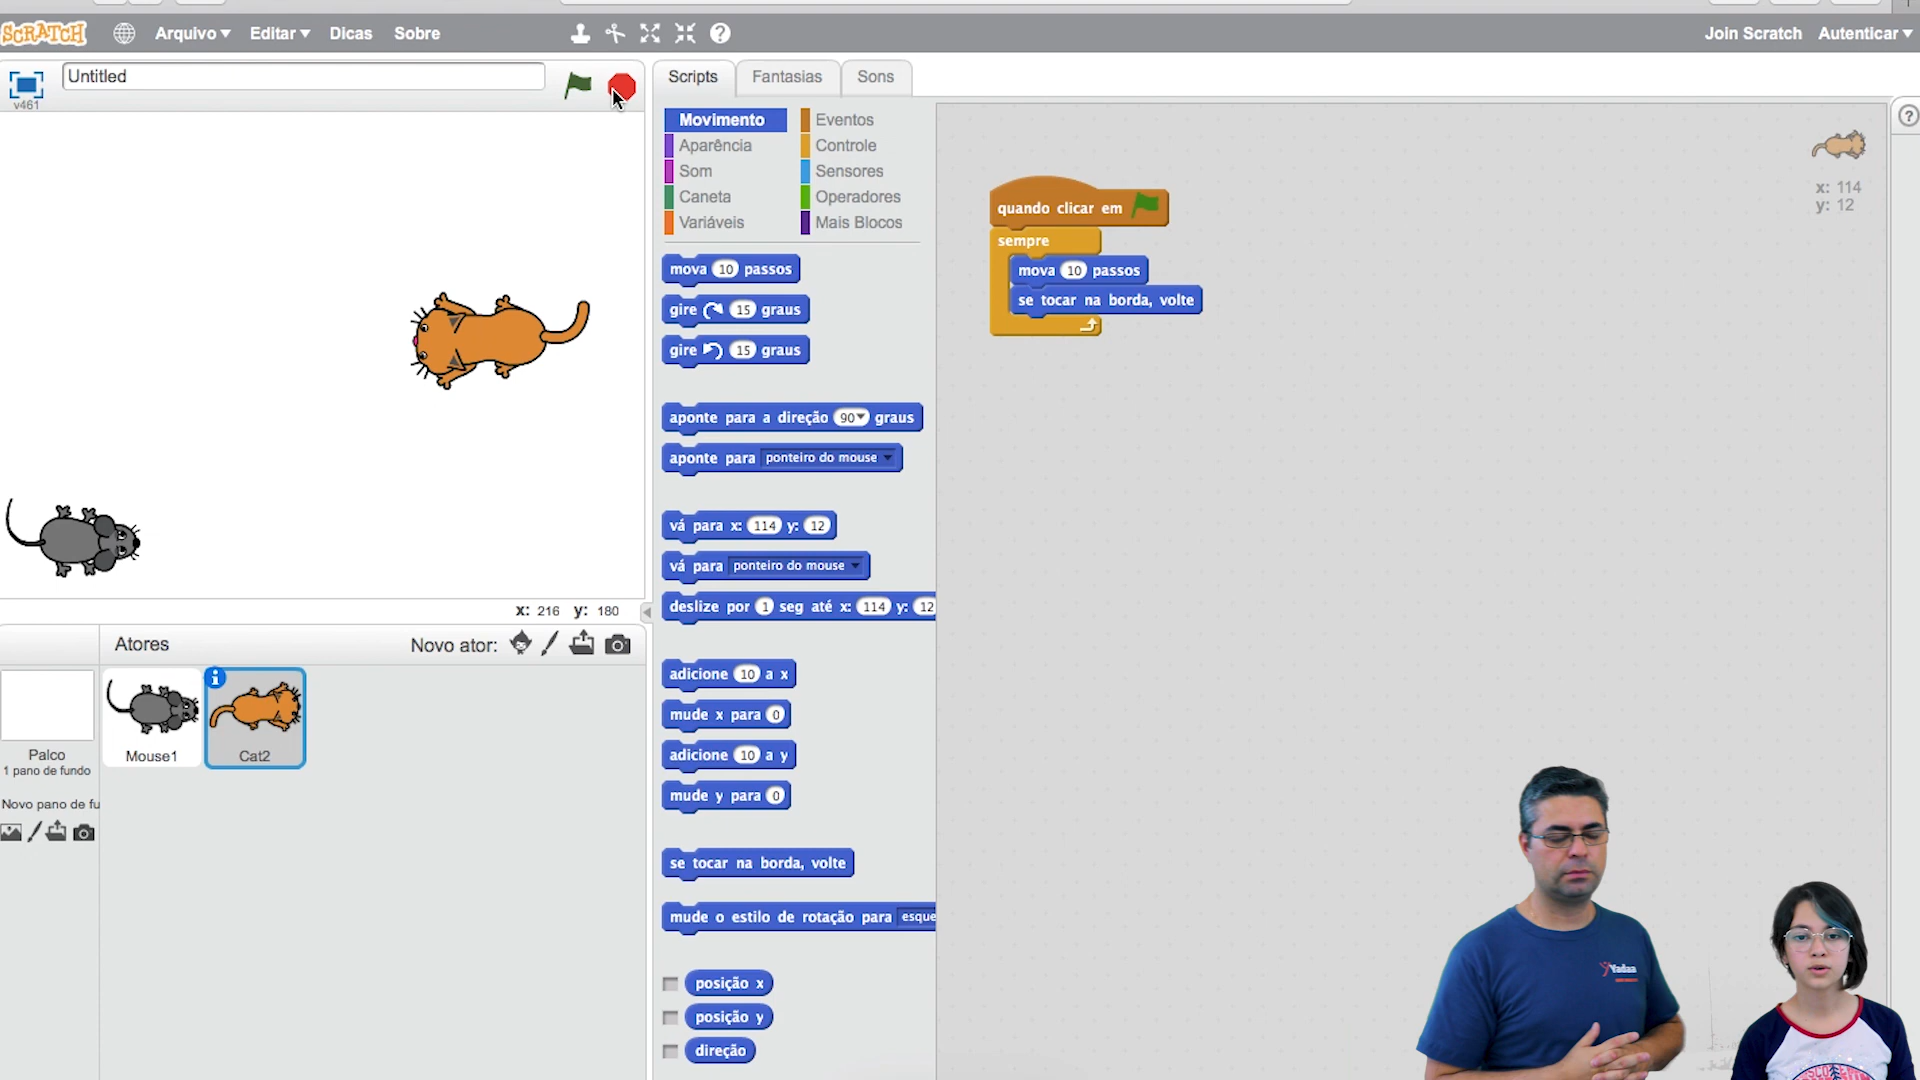 SCRATCH
Arquivo
Editar
Dicas
Sobre
Join Scratch
Autenticar
v461
Untitled
Scripts
Fantasias
Sons
Movimento
Aparência
Som
Caneta
Variáveis
Eventos
Controle
Sensores
Operadores
Mais Blocos
mova 10 passos
gire 15 graus
gire 15 graus
aponte para a direção 90 graus
aponte para ponteiro do mouse
vá para x: 114 y: 12
vá para ponteiro do mouse
deslize por 1 seg até x: 114 y: 12
adicione 10 a x
mude x para 0
adicione 10 a y
mude y para 0
se tocar na borda, volte
mude o estilo de rotação para esque
posição x
posição y
direção
quando clicar em
sempre
mova 10 passos
se tocar na borda, volte
x: 114
y: 12
x: 216 y: 180
Atores
Novo ator:
Mouse1
Cat2
Palco
1 pano de fundo
Novo pano de fu
Yadaa